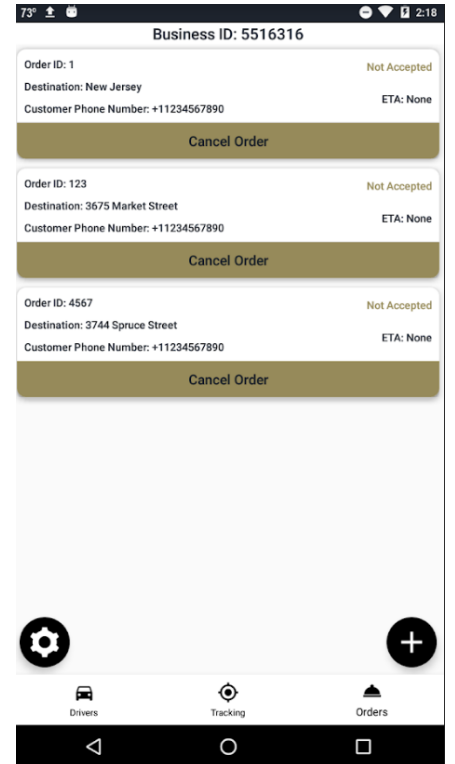 73° 2:18
Business ID: 5516316
Order ID: 1 Not Accepted
Destination: New Jersey
Customer Phone Number: +11234567890 ETA: None
Cancel Order
Order ID: 123 Not Accepted
Destination: 3675 Market Street
Customer Phone Number: +11234567890 ETA: None
Cancel Order
Order ID: 4567 Not Accepted
Destination: 3744 Spruce Street
Customer Phone Number: +11234567890 ETA: None
Cancel Order
Drivers Tracking Orders